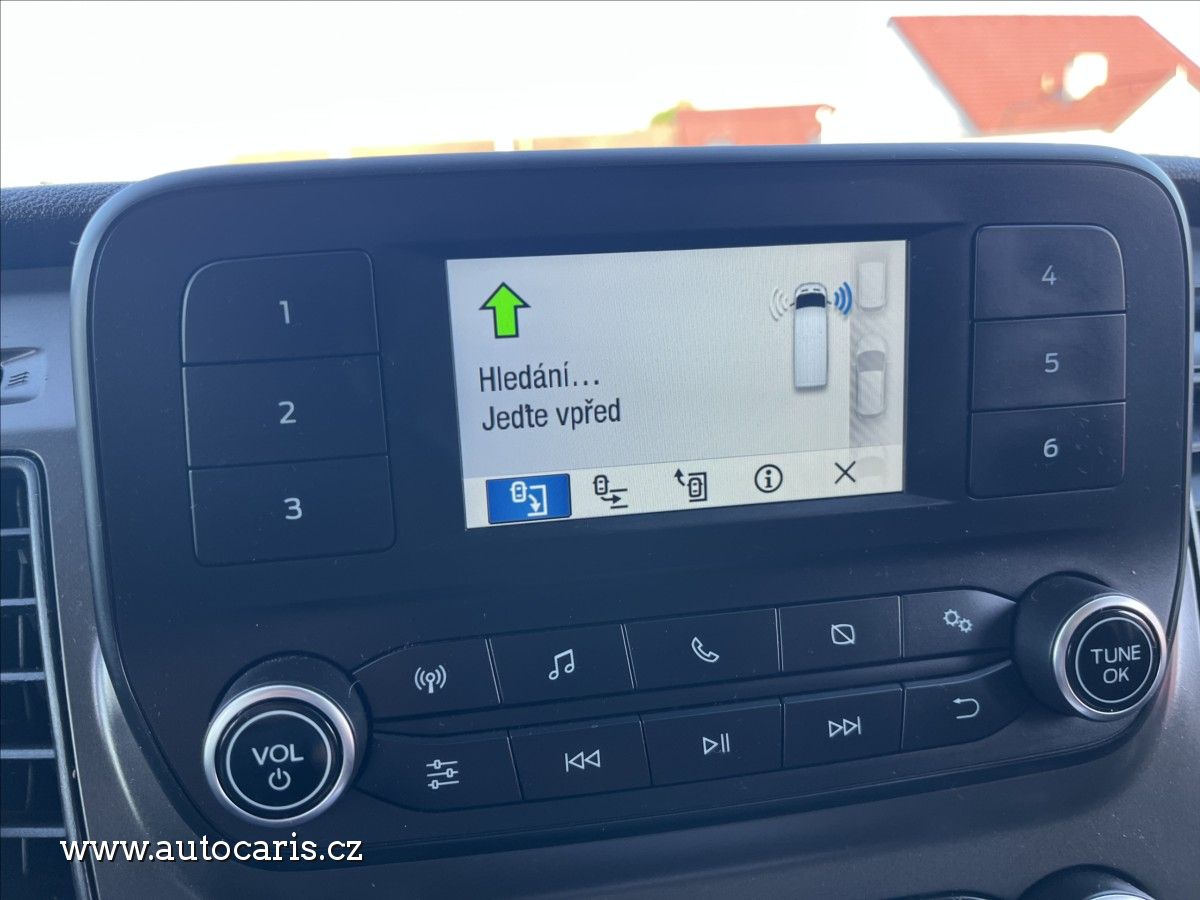 1
2
3
4
5
6
Hledání...
Jeďte vpřed
VOL
TUNE
OK
www.autocaris.cz